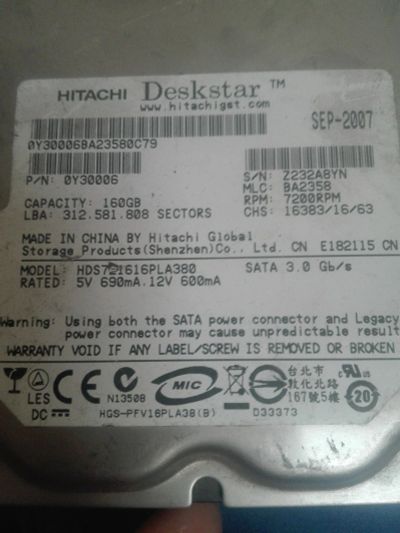 HITACHI Deskstar ™
www.hitachigst.com
SEP-2007
0Y30006BA23580C79
P/N: 0Y30006
S/N: Z232A8YN
MLC: BA2358
CAPACITY: 160GB
RPM: 7200RPM
LBA: 312.581.808 SECTORS
CHS: 16383/16/63
MADE IN CHINA BY Hitachi Global
Storage Products(Shenzhen)Co., Ltd. CN E182115 CN
MODEL: HDS721616PLA380 SATA 3.0 Gb/s
RATED: 5V 690mA.12V 600mA
Warning: Using both the SATA power connector and Legacy
power connector may cause unpredictable result
WARRANTY VOID IF ANY LABEL/SCREW IS REMOVED OR BROKEN
LES CE N13508 MIC 台北市
敦化北路
167號5樓 20
DC
HGS-PFV16PLA38(B) D33373